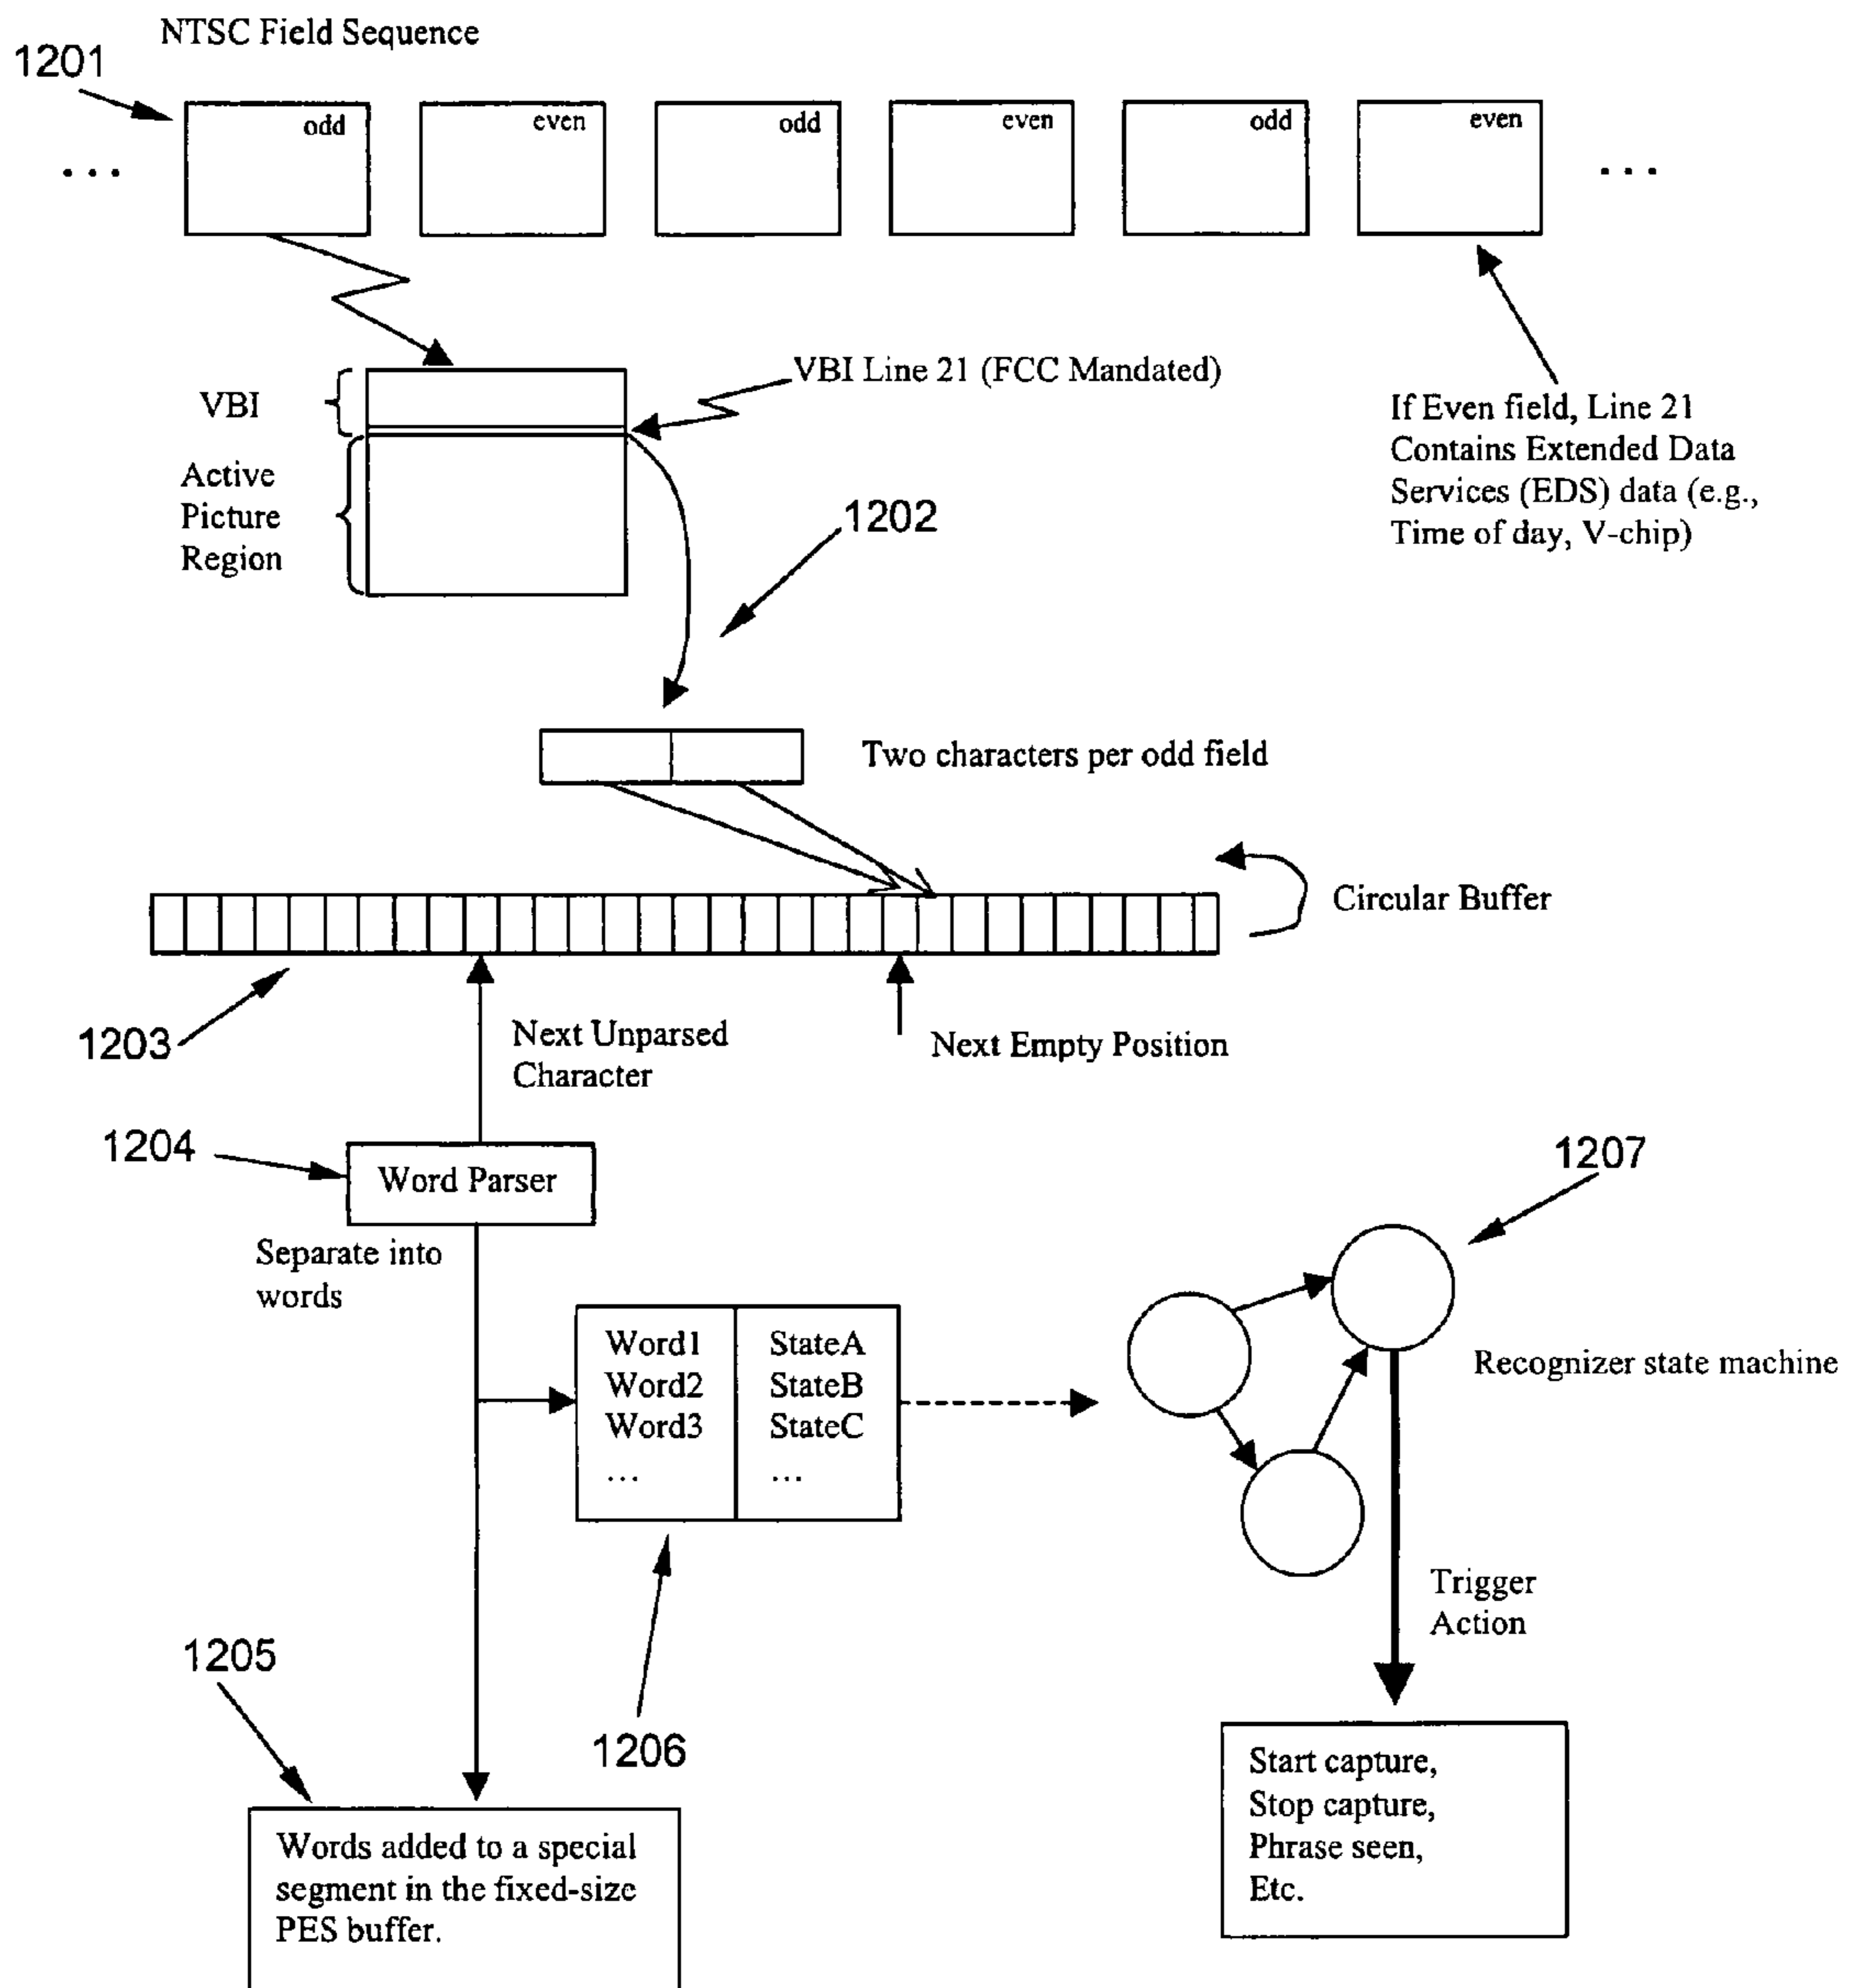 NTSC Field Sequence
1201
odd
even
odd
even
odd
even
...
...
VBI
VBI Line 21 (FCC Mandated)
If Even field, Line 21
Contains Extended Data
Services (EDS) data (e.g.,
Time of day, V-chip)
Active
Picture
Region
1202
Two characters per odd field
Circular Buffer
1203
Next Unparsed
Character
Next Empty Position
1204
Word Parser
1207
Separate into
words
Word1
StateA
Word2
StateB
Word3
StateC
...
...
Recognizer state machine
Trigger
Action
1205
1206
Start capture,
Stop capture,
Phrase seen,
Etc.
Words added to a special
segment in the fixed-size
PES buffer.